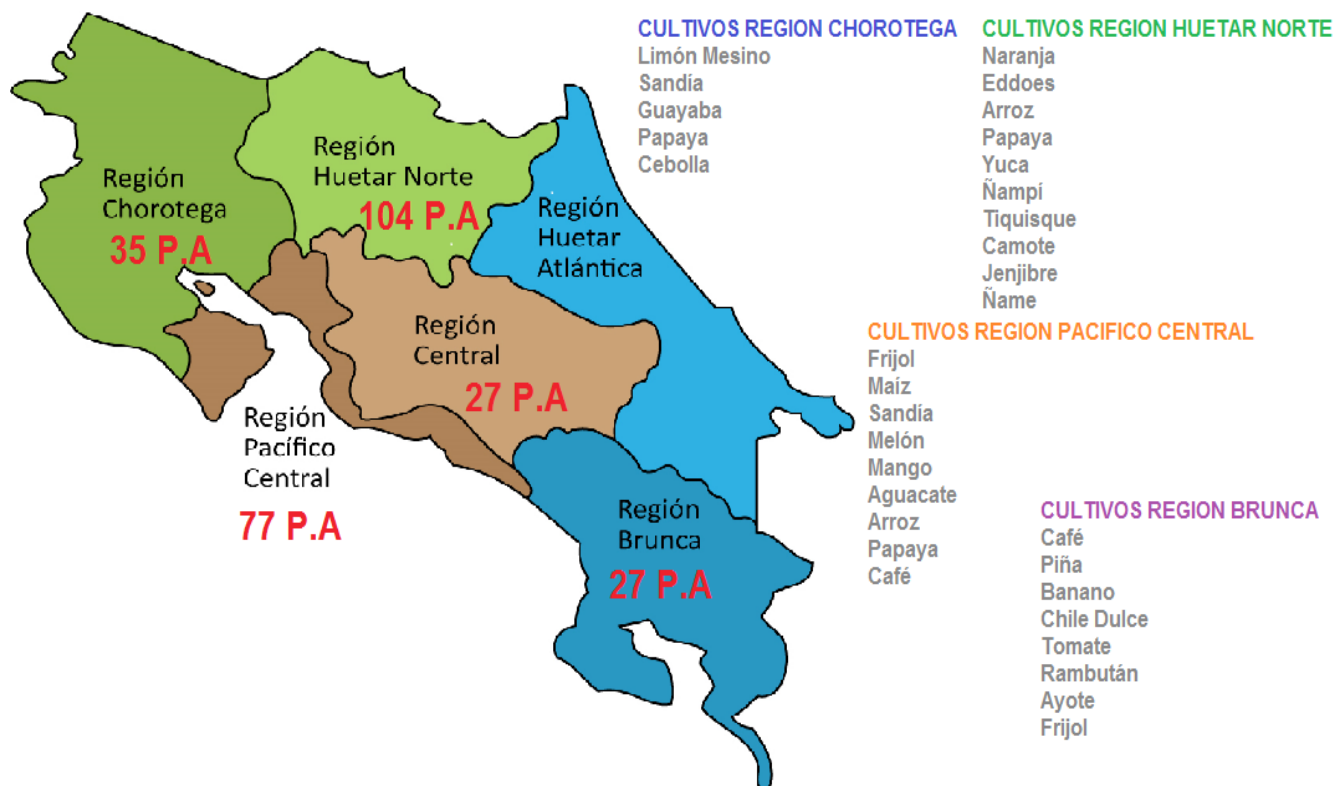 CULTIVOS REGION CHOROTEGA
Limón Mesino
Sandía
Guayaba
Papaya
Cebolla
CULTIVOS REGION HUETAR NORTE
Naranja
Eddoes
Arroz
Papaya
Yuca
Ñampí
Tiquisque
Camote
Jenjibre
Ñame
Región
Chorotega
35 P.A
Región
Huetar Norte
104 P.A
Región
Huetar
Atlántica
Región
Central
27 P.A
Región
Pacífico
Central
77 P.A
Región
Brunca
27 P.A
CULTIVOS REGION PACIFICO CENTRAL
Frijol
Maíz
Sandía
Melón
Mango
Aguacate
Arroz
Papaya
Café
CULTIVOS REGION BRUNCA
Café
Piña
Banano
Chile Dulce
Tomate
Rambután
Ayote
Frijol